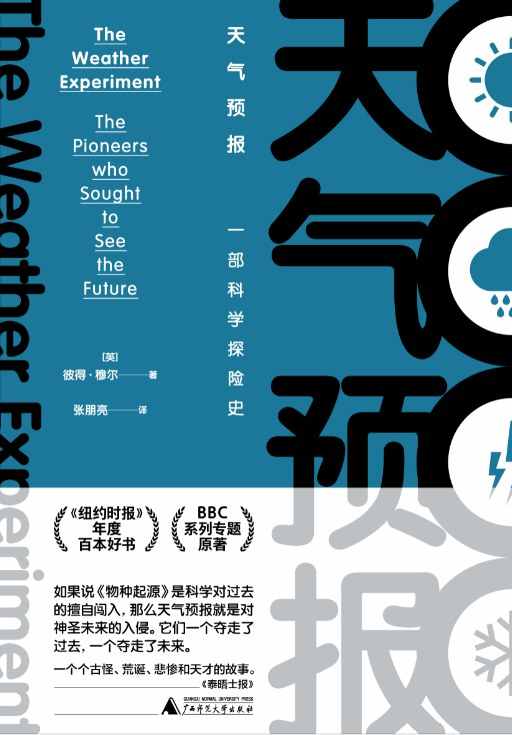 The
Weather
Experiment
The
Pioneers
who
Sought
to
See
the
Future
天气预报
一部科学探险史
[英]
彼得·穆尔——著
张朋亮——译
The Weather Experiment
天
气
预
报
《纽约时报》
年度
百本好书
BBC
系列专题
原著
如果说《物种起源》是科学对过去
的擅自闯入，那么天气预报就是对
神圣未来的入侵。它们一个夺走了
过去，一个夺走了未来。
一个个古怪、荒诞、悲惨和天才的故事。
——《泰晤士报》
GUANGXI NORMAL UNIVERSITY PRESS
广西师范大学出版社